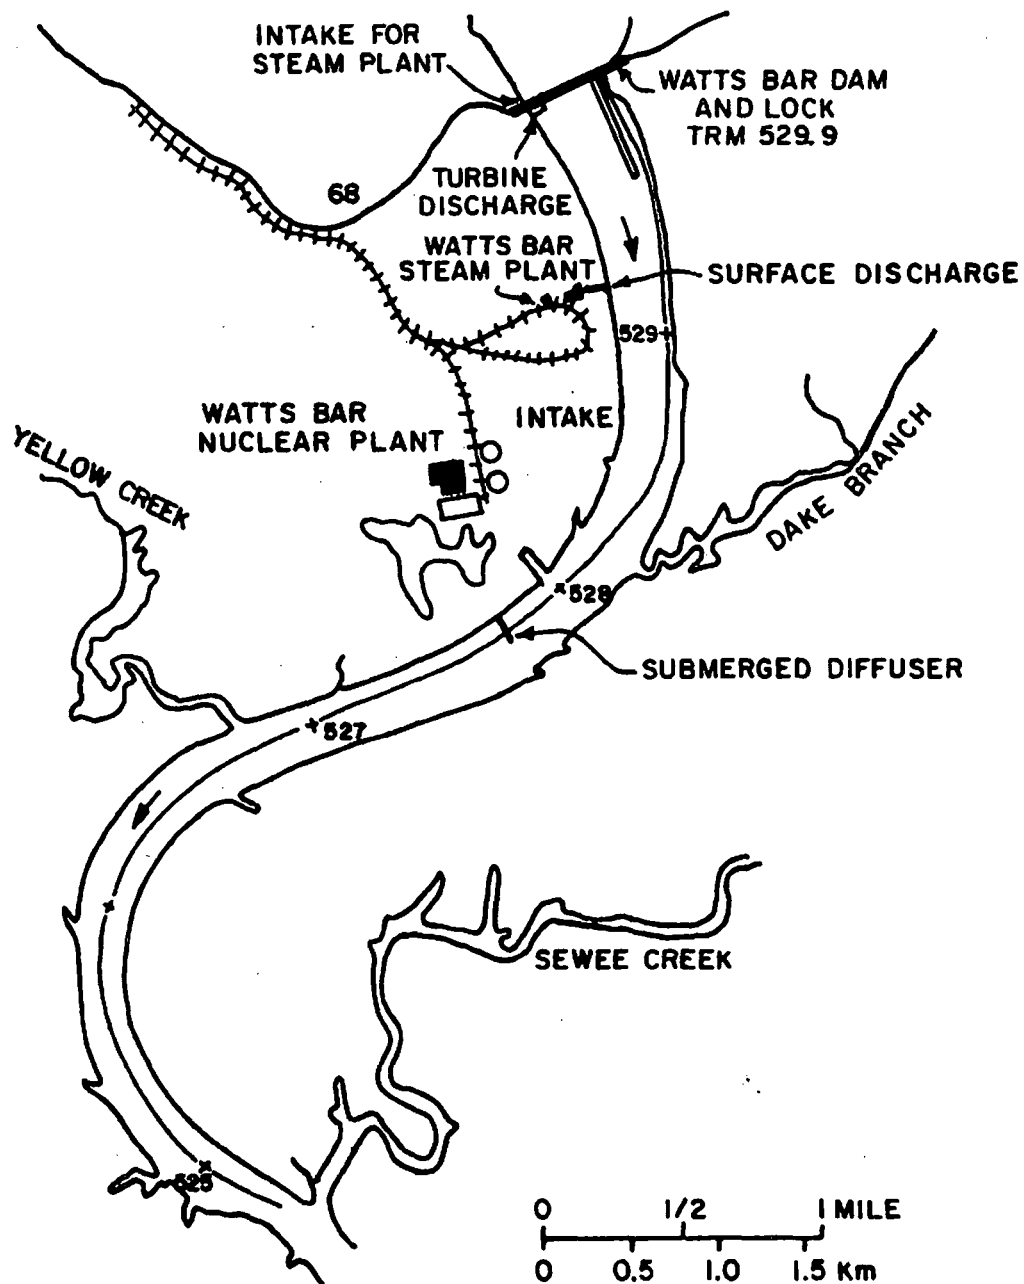 INTAKE FOR
STEAM PLANT
WATTS BAR DAM
AND LOCK
TRM 529.9
TURBINE
DISCHARGE
68
WATTS BAR
STEAM PLANT
SURFACE DISCHARGE
529
WATTS BAR
NUCLEAR PLANT
INTAKE
YELLOW CREEK
DAKE BRANCH
528
SUBMERGED DIFFUSER
527
SEWEE CREEK
525
0 1/2 1 MILE
0 0.5 1.0 1.5 Km